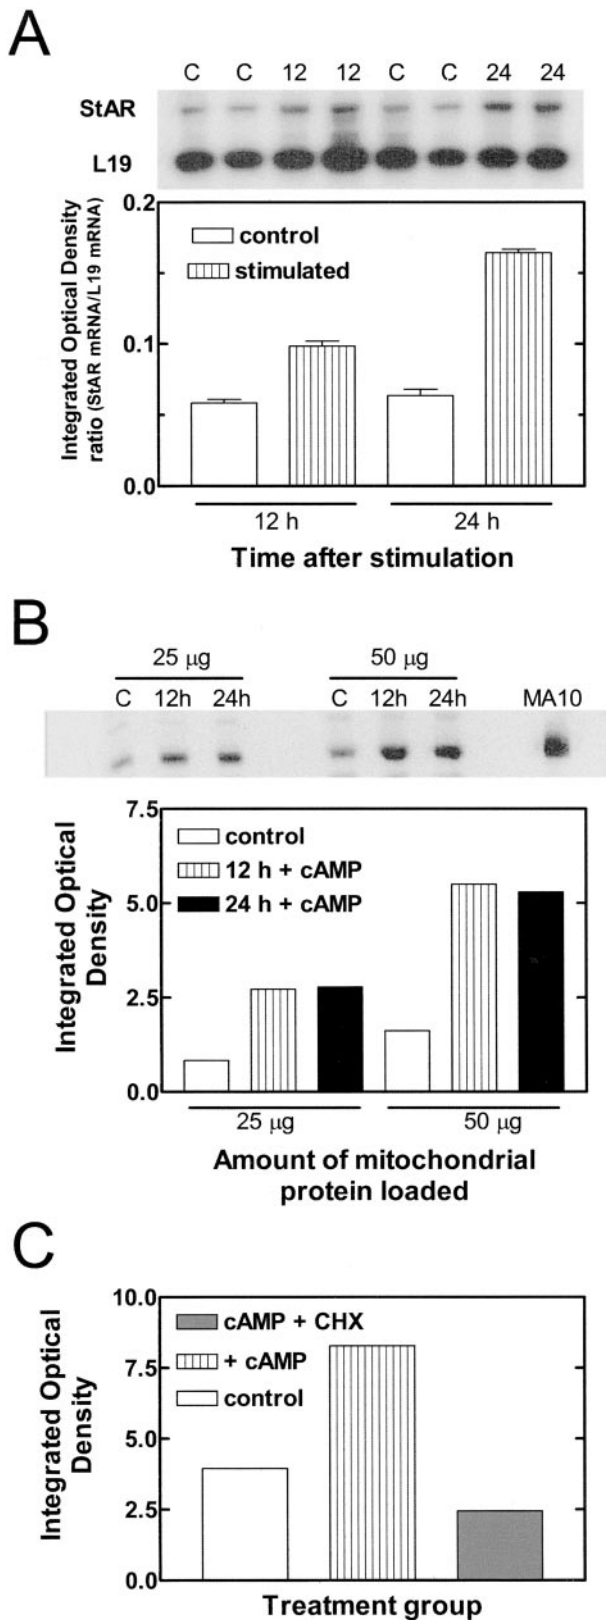 A
C C 12 12 C C 24 24
StAR
L19
Integrated Optical Density
ratio (StAR mRNA/L19 mRNA)
0.2
0.1
0.0
control
stimulated
12 h
24 h
Time after stimulation
B
25 µg
50 µg
C 12h 24h C 12h 24h MA10
Integrated Optical
Density
7.5
5.0
2.5
0.0
control
12 h + cAMP
24 h + cAMP
25 µg
50 µg
Amount of mitochondrial
protein loaded
C
Integrated Optical
Density
10.0
7.5
5.0
2.5
0.0
cAMP + CHX
+ cAMP
control
Treatment group